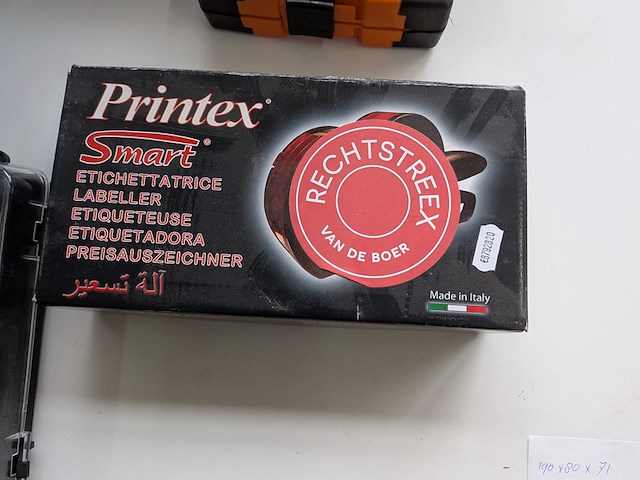 Printex®
Smart®
ETICHETTATRICE
LABELLER
ETIQUETEUSE
ETIQUETADORA
PREISAUSZEICHNER
آلة تسعير
RECHTSTREEX
VAN DE BOER
€8792820
Made in Italy
190 x 80 x 71